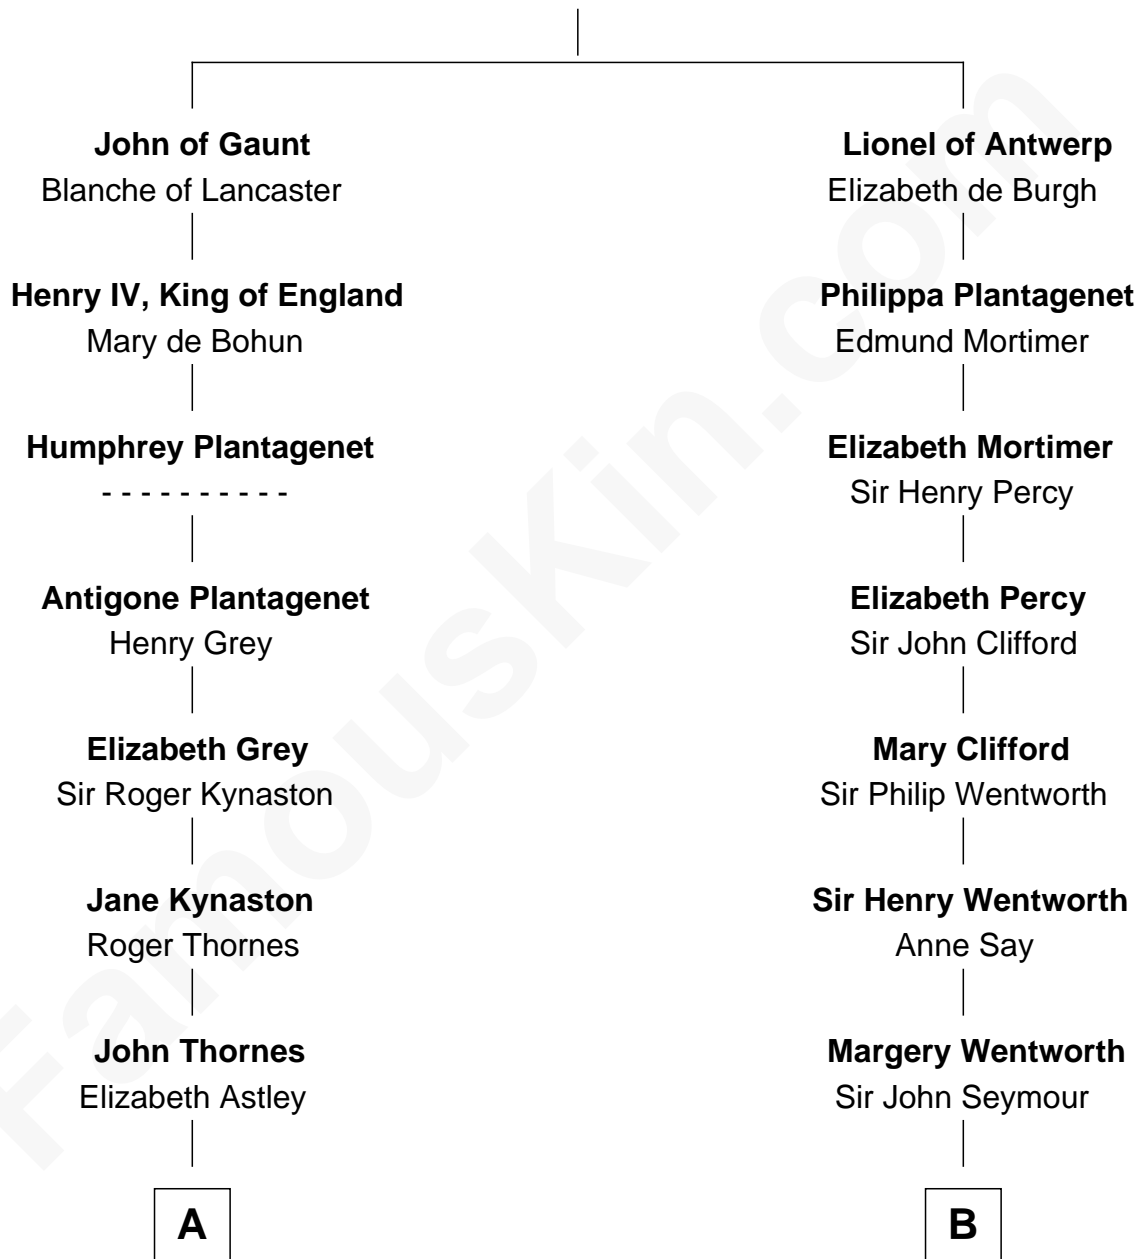 John of Gaunt
Blanche of Lancaster
Henry IV, King of England
Mary de Bohun
Humphrey Plantagenet
- - - - - - - - - -
Antigone Plantagenet
Henry Grey
Elizabeth Grey
Sir Roger Kynaston
Jane Kynaston
Roger Thornes
John Thornes
Elizabeth Astley
A
Lionel of Antwerp
Elizabeth de Burgh
Philippa Plantagenet
Edmund Mortimer
Elizabeth Mortimer
Sir Henry Percy
Elizabeth Percy
Sir John Clifford
Mary Clifford
Sir Philip Wentworth
Sir Henry Wentworth
Anne Say
Margery Wentworth
Sir John Seymour
B
FamousKin.com